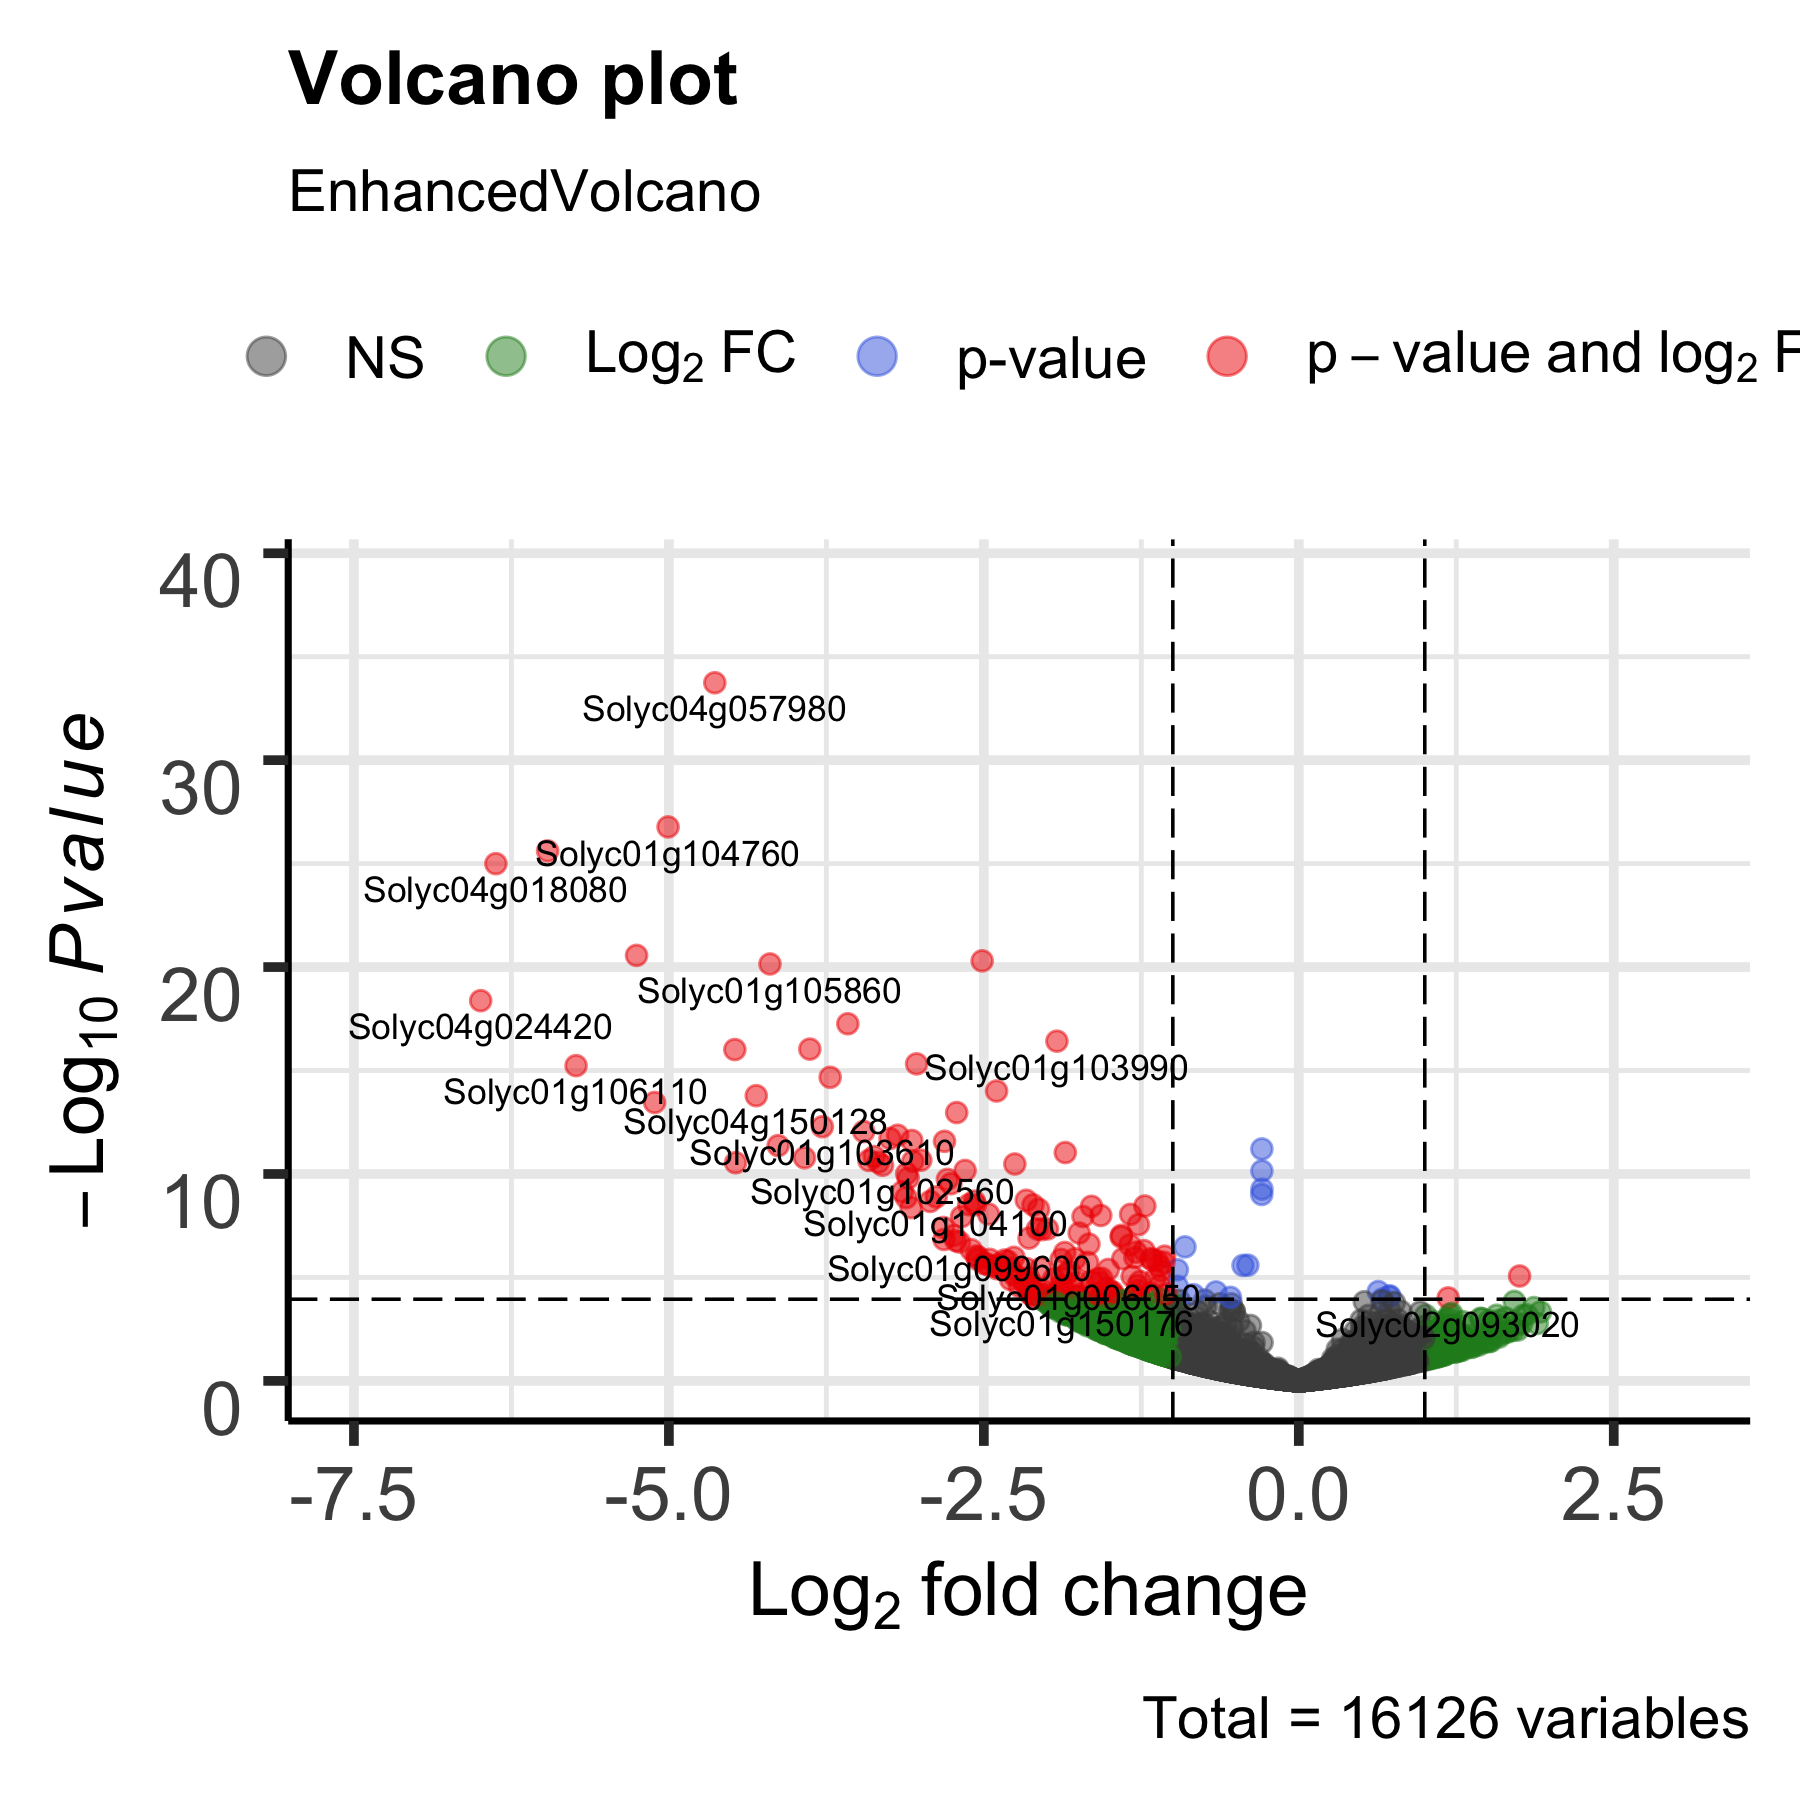 Volcano plot
EnhancedVolcano
NS Log2 FC p-value p – value and log2 F
40
30
20
10
0
– Log10 P value
Solyc04g057980
Solyc01g104760
Solyc04g018080
Solyc01g105860
Solyc04g024420
Solyc01g103990
Solyc01g106110
Solyc04g150128
Solyc01g103610
Solyc01g102560
Solyc01g104100
Solyc01g099600
Solyc01g006050
Solyc01g150176
Solyc02g093020
-7.5 -5.0 -2.5 0.0 2.5
Log2 fold change
Total = 16126 variables